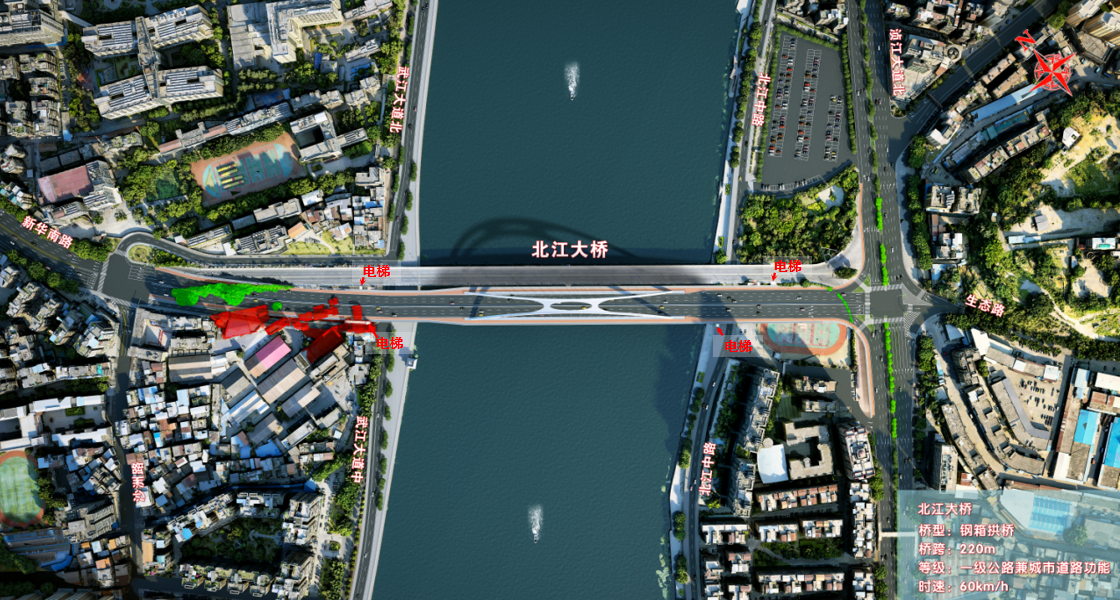 武江大道北
北江中路
浈江大道北
N
新华南路
北江大桥
电梯
电梯
生态路
电梯
电梯
武江大道中
北江中路
北江大桥
桥型：钢箱拱桥
桥跨：220m
等级：一级公路兼城市道路功能
时速：60km/h